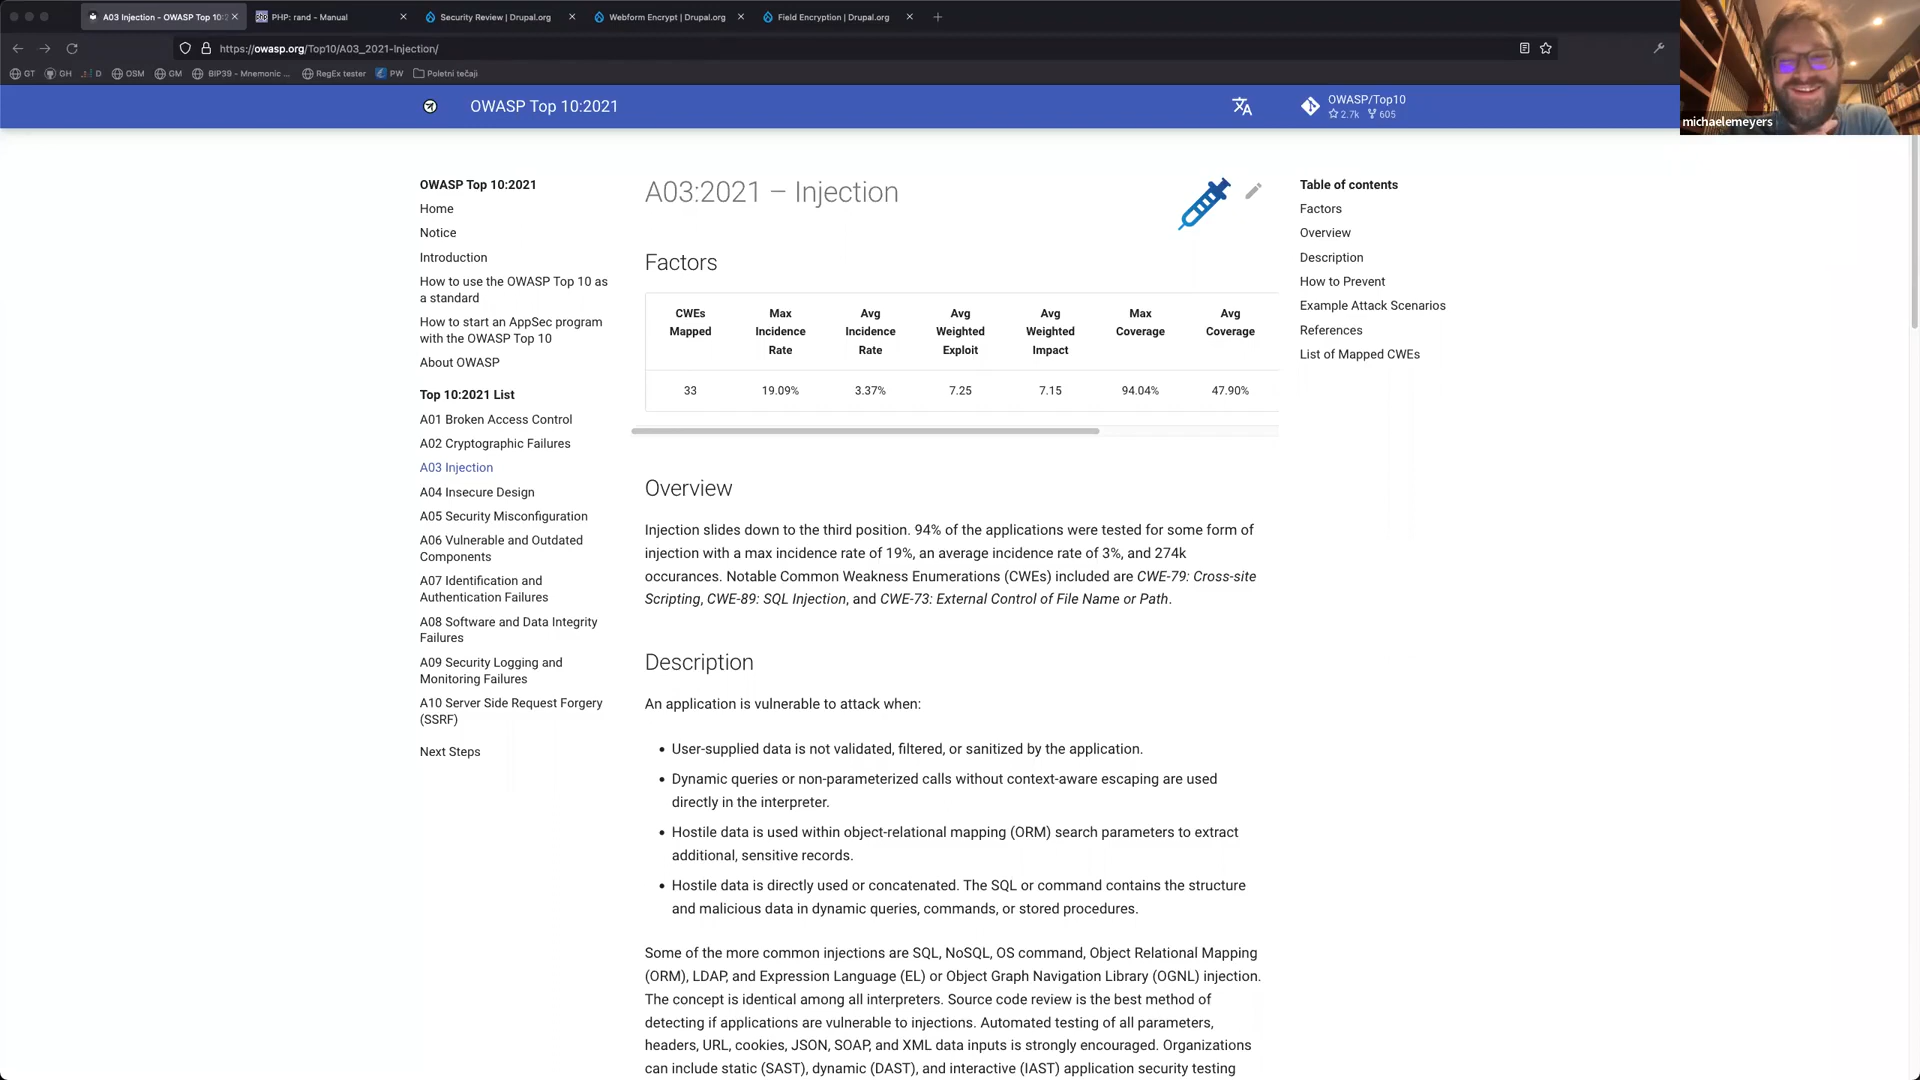 A03 Injection - OWASP Top 10:2
PHP: rand - Manual
Security Review | Drupal.org
Webform Encrypt | Drupal.org
Field Encryption | Drupal.org
https://owasp.org/Top10/A03_2021-Injection/
GT
GH
D
OSM
GM
BIP39 - Mnemonic ...
RegEx tester
PW
Poletni tečaji
michaelemeyers
OWASP Top 10:2021
OWASP/Top10
2.7k
605
OWASP Top 10:2021
Home
Notice
Introduction
How to use the OWASP Top 10 as
a standard
How to start an AppSec program
with the OWASP Top 10
About OWASP
Top 10:2021 List
A01 Broken Access Control
A02 Cryptographic Failures
A03 Injection
A04 Insecure Design
A05 Security Misconfiguration
A06 Vulnerable and Outdated
Components
A07 Identification and
Authentication Failures
A08 Software and Data Integrity
Failures
A09 Security Logging and
Monitoring Failures
A10 Server Side Request Forgery
(SSRF)
Next Steps
A03:2021 – Injection
Factors
CWEs Mapped
Max Incidence Rate
Avg Incidence Rate
Avg Weighted Exploit
Avg Weighted Impact
Max Coverage
Avg Coverage
33 19.09% 3.37% 7.25 7.15 94.04% 47.90%
Overview
Injection slides down to the third position. 94% of the applications were tested for some form of
injection with a max incidence rate of 19%, an average incidence rate of 3%, and 274k
occurances. Notable Common Weakness Enumerations (CWEs) included are CWE-79: Cross-site
Scripting, CWE-89: SQL Injection, and CWE-73: External Control of File Name or Path.
Description
An application is vulnerable to attack when:
• User-supplied data is not validated, filtered, or sanitized by the application.
• Dynamic queries or non-parameterized calls without context-aware escaping are used
directly in the interpreter.
• Hostile data is used within object-relational mapping (ORM) search parameters to extract
additional, sensitive records.
• Hostile data is directly used or concatenated. The SQL or command contains the structure
and malicious data in dynamic queries, commands, or stored procedures.
Some of the more common injections are SQL, NoSQL, OS command, Object Relational Mapping
(ORM), LDAP, and Expression Language (EL) or Object Graph Navigation Library (OGNL) injection.
The concept is identical among all interpreters. Source code review is the best method of
detecting if applications are vulnerable to injections. Automated testing of all parameters,
headers, URL, cookies, JSON, SOAP, and XML data inputs is strongly encouraged. Organizations
can include static (SAST), dynamic (DAST), and interactive (IAST) application security testing
Table of contents
Factors
Overview
Description
How to Prevent
Example Attack Scenarios
References
List of Mapped CWEs